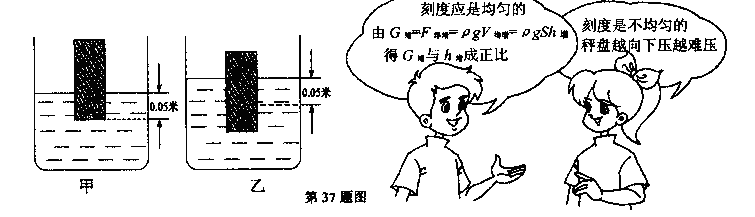 刻度应是均匀的
由G增=F浮增=ρgV排增=ρgSh增
得G增与h增成正比
刻度是不均匀的
秤盘越向下压越难压
0.05米
0.05米
甲
乙
第37题图